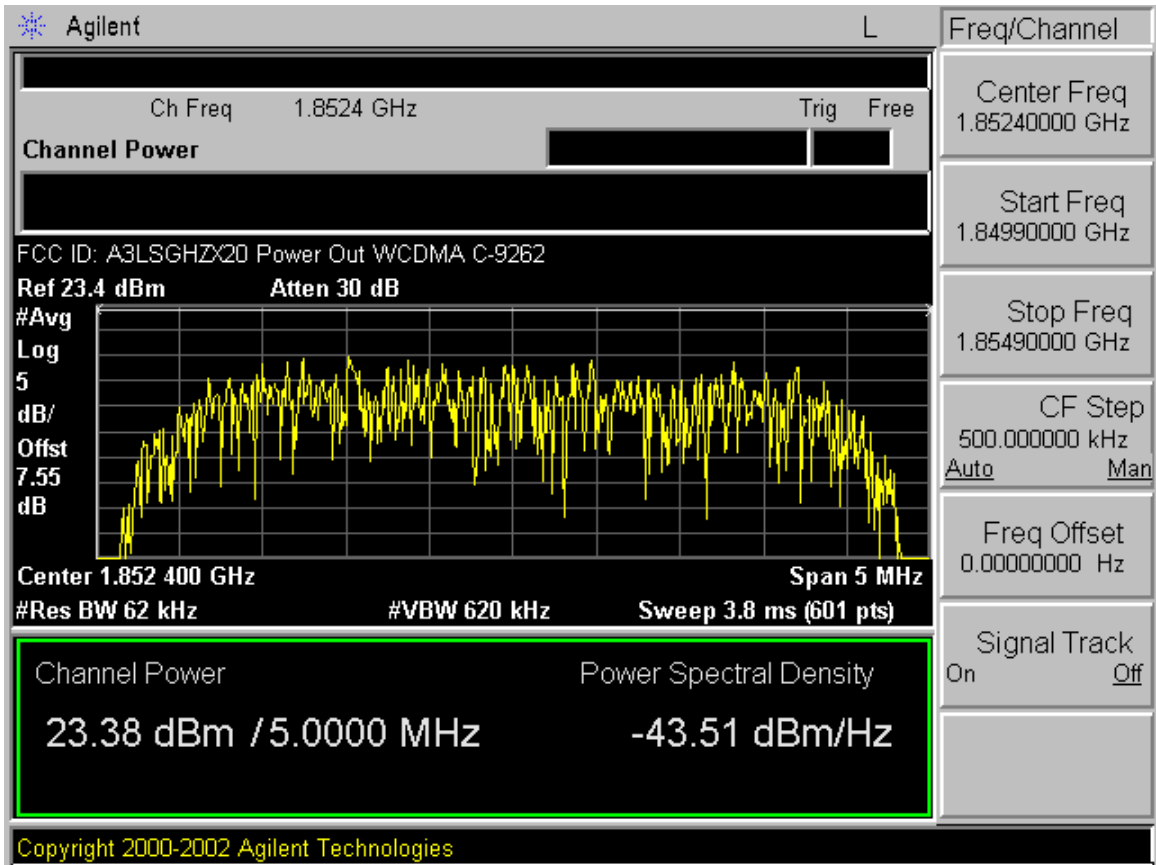 Agilent L Freq/Channel
Ch Freq 1.8524 GHz Trig Free
Channel Power
FCC ID: A3LSGHZX20 Power Out WCDMA C-9262
Ref 23.4 dBm Atten 30 dB
#Avg
Log
5
dB/
Offst
7.55
dB
Center 1.852 400 GHz Span 5 MHz
#Res BW 62 kHz #VBW 620 kHz Sweep 3.8 ms (601 pts)
Channel Power Power Spectral Density
23.38 dBm / 5.0000 MHz -43.51 dBm/Hz
Copyright 2000-2002 Agilent Technologies
Center Freq
1.85240000 GHz
Start Freq
1.84990000 GHz
Stop Freq
1.85490000 GHz
CF Step
500.000000 kHz
Auto Man
Freq Offset
0.00000000 Hz
Signal Track
On Off